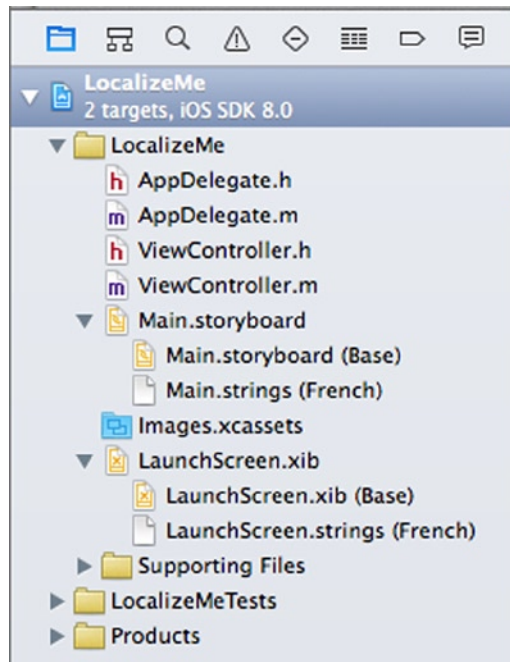 LocalizeMe
2 targets, iOS SDK 8.0
LocalizeMe
h AppDelegate.h
m AppDelegate.m
h ViewController.h
m ViewController.m
Main.storyboard
Main.storyboard (Base)
Main.strings (French)
Images.xcassets
LaunchScreen.xib
LaunchScreen.xib (Base)
LaunchScreen.strings (French)
Supporting Files
LocalizeMeTests
Products